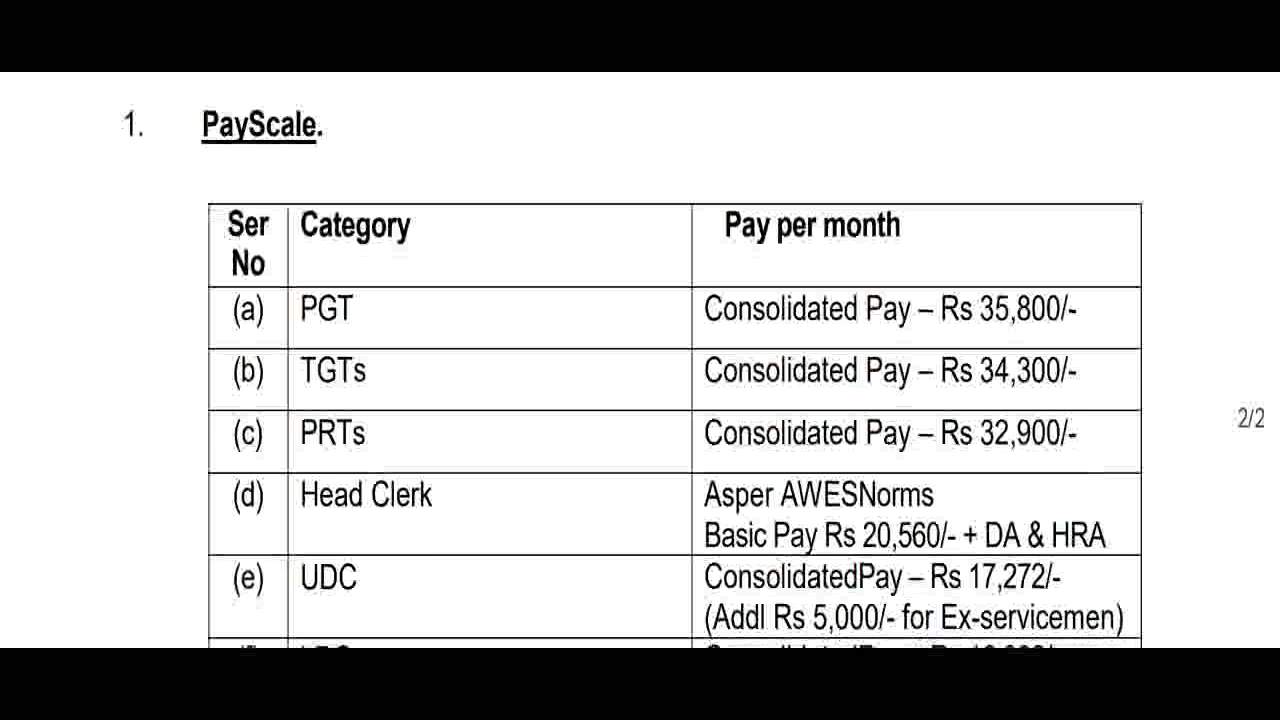 1. PayScale.
Ser No Category Pay per month
(a) PGT Consolidated Pay – Rs 35,800/-
(b) TGTs Consolidated Pay – Rs 34,300/-
2/2
(c) PRTs Consolidated Pay – Rs 32,900/-
(d) Head Clerk Asper AWESNorms
Basic Pay Rs 20,560/- + DA & HRA
(e) UDC ConsolidatedPay – Rs 17,272/-
(Addl Rs 5,000/- for Ex-servicemen)